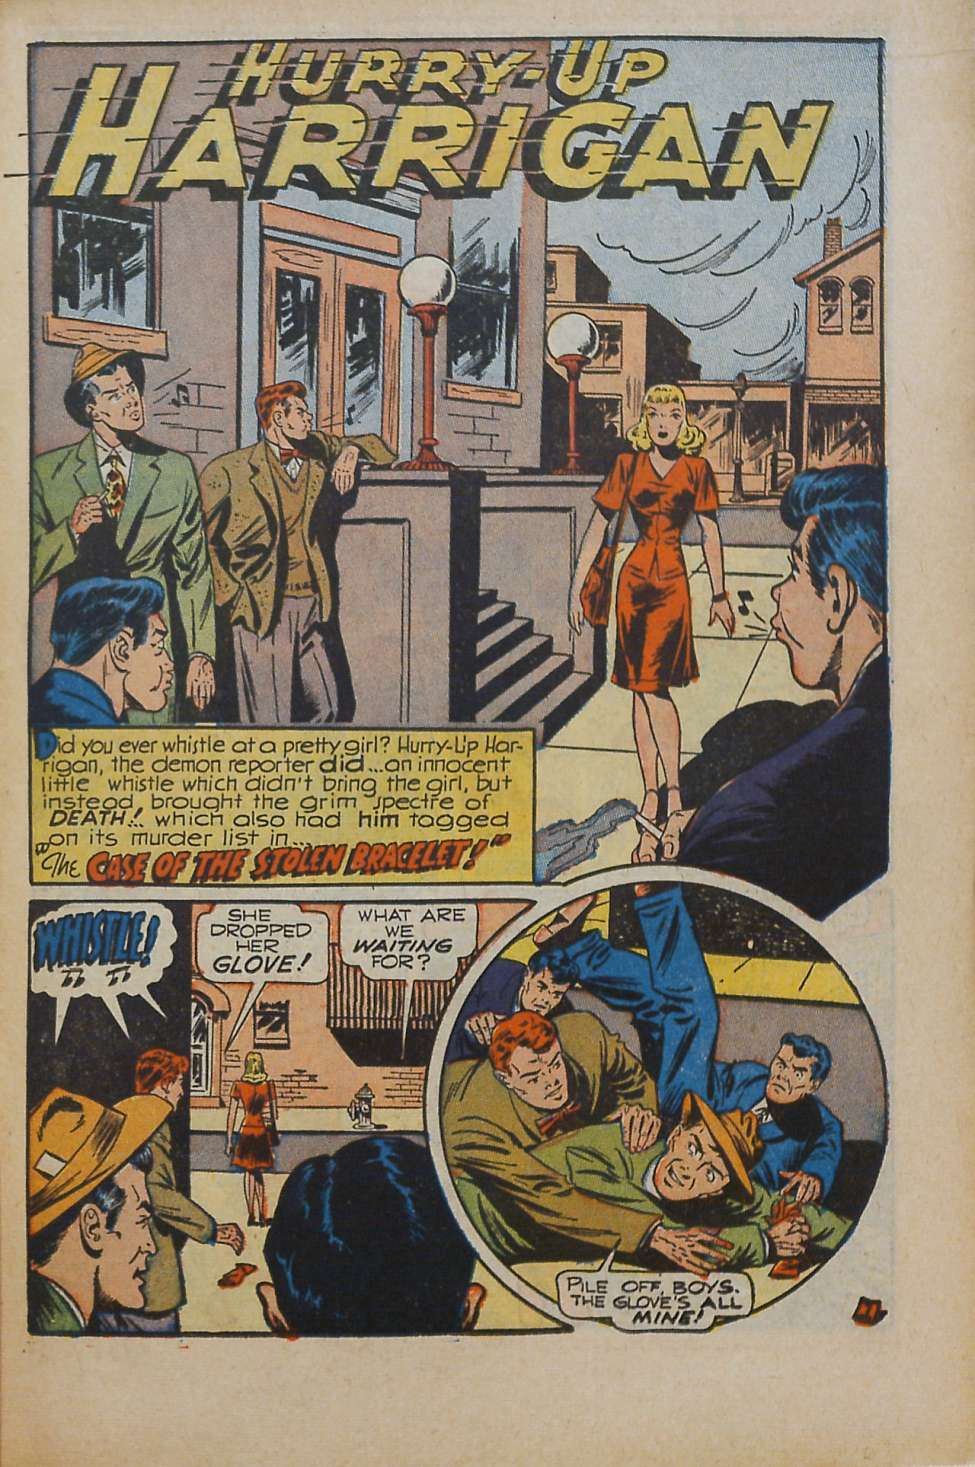 HURRY-UP
HARRIGAN
Did you ever whistle at a pretty girl? Hurry-Up Har-
rigan, the demon reporter did...an innocent
little whistle which didn't bring the girl, but
instead brought the grim spectre of
DEATH!.. which also had him tagged
on its murder list in...
"The CASE OF THE STOLEN BRACELET!"
WHISTLE!
SHE
DROPPED
HER
GLOVE!
WHAT ARE
WE
WAITING
FOR?
PILE OFF, BOYS.
THE GLOVE'S ALL
MINE!